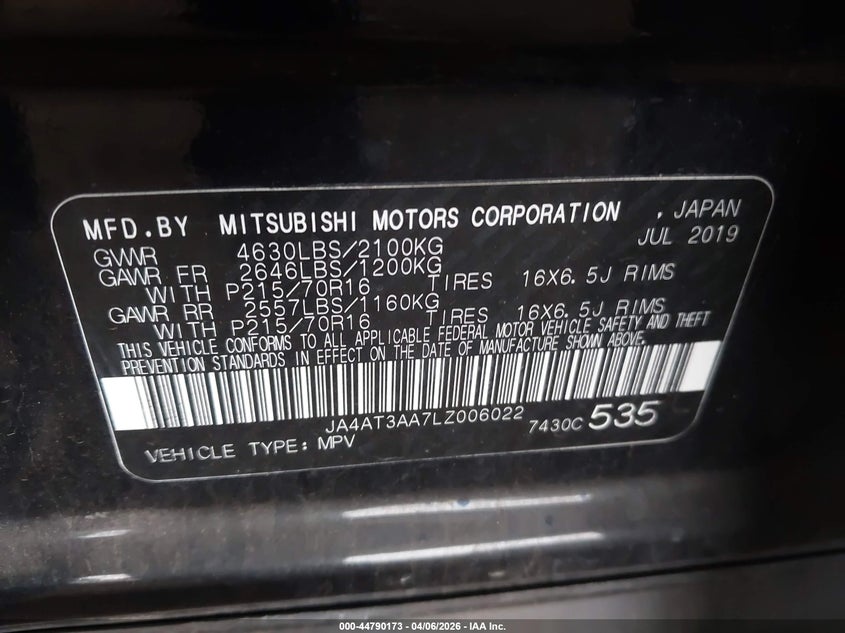 MFD.BY MITSUBISHI MOTORS CORPORATION , JAPAN
JUL 2019
GVWR 4630LBS/2100KG
GAWR FR 2646LBS/1200KG
WITH P215/70R16 TIRES 16X6.5J RIMS
GAWR RR 2557LBS/1160KG
WITH P215/70R16 TIRES 16X6.5J RIMS
THIS VEHICLE CONFORMS TO ALL APPLICABLE FEDERAL MOTOR VEHICLE SAFETY AND THEFT
PREVENTION STANDARDS IN EFFECT ON THE DATE OF MANUFACTURE SHOWN ABOVE.
JA4AT3AA7LZ006022 7430C 535
VEHICLE TYPE: MPV
000-44790173 - 04/06/2026 - IAA Inc.